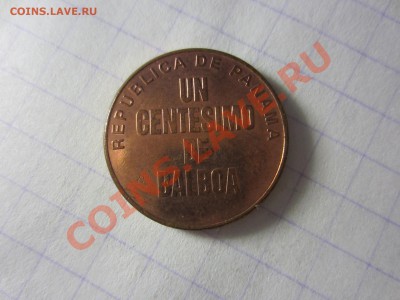 COINS.LAVE.RU
REPUBLICA DE PANAMA
UN
CENTESIMO
DE
BALBOA
COINS.LAVE.RU